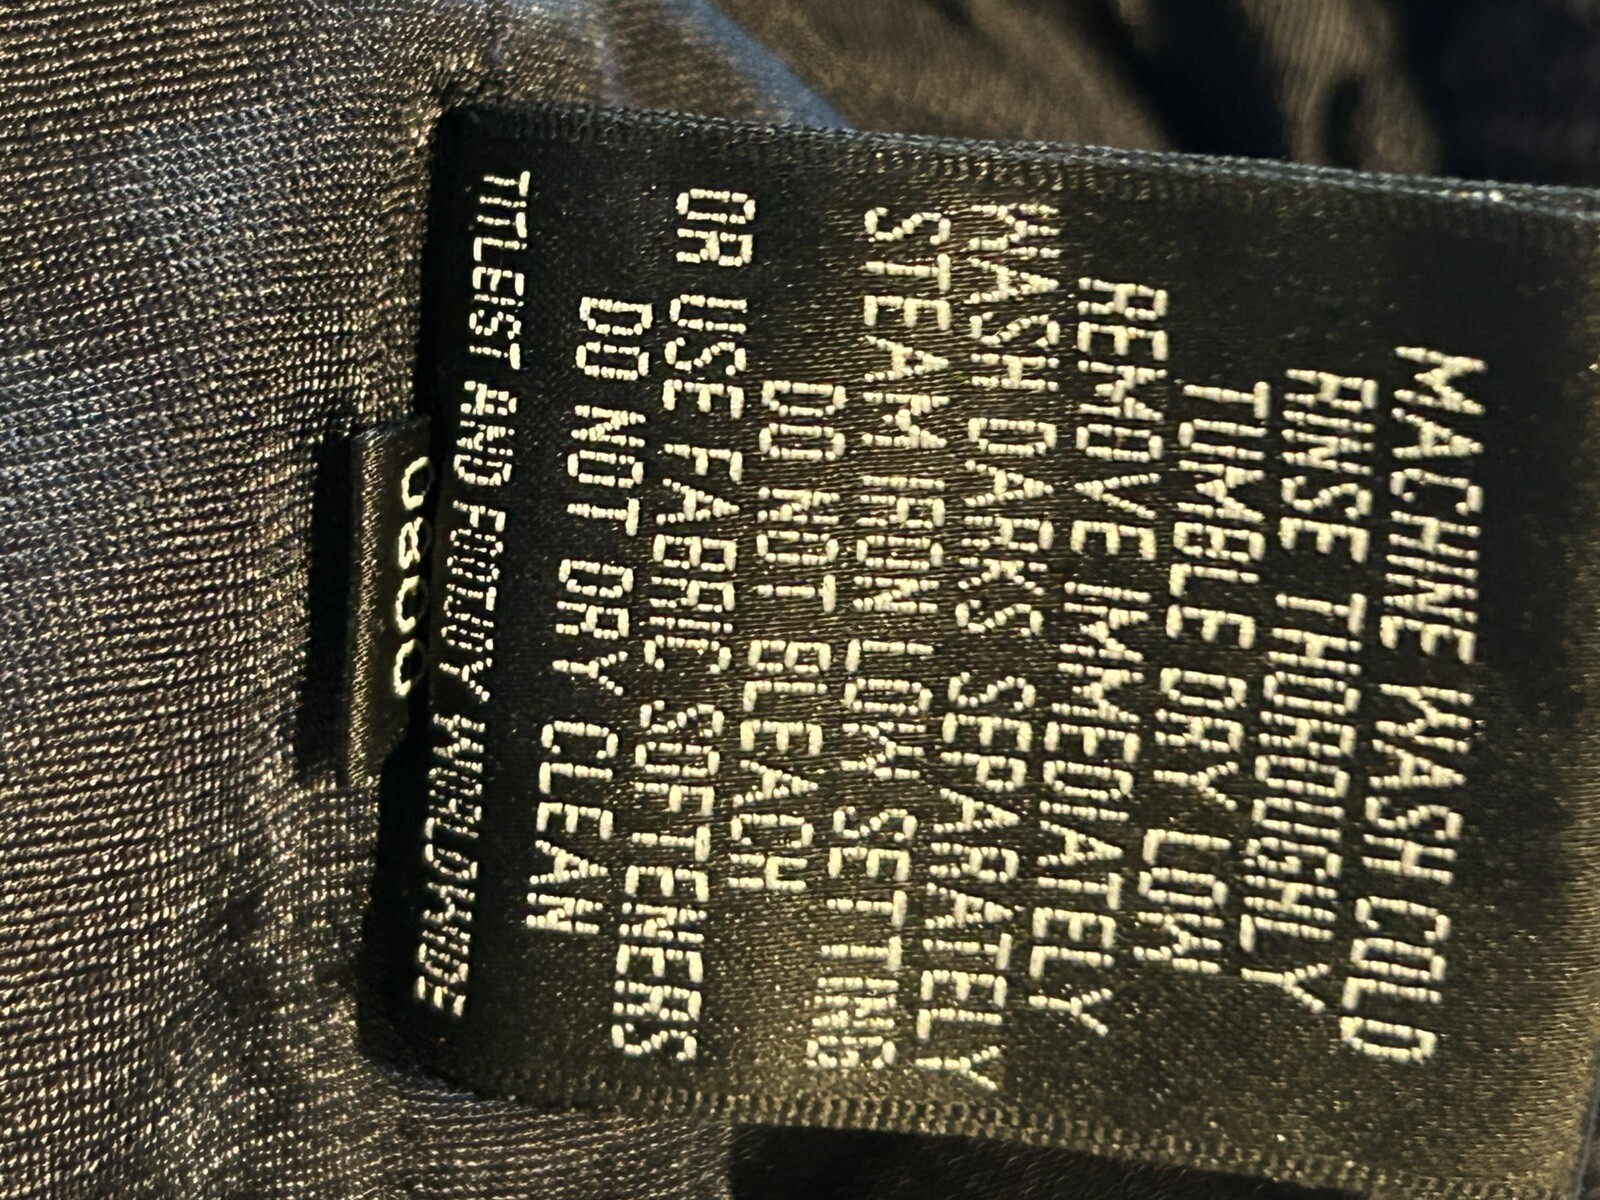 MACHINE WASH COLD
RINSE THOROUGHLY
TUMBLE DRY LOW
REMOVE IMMEDIATELY
WASH DARKS SEPARATELY
STEAM IRON LOW SETTING
DO NOT BLEACH
OR USE FABRIC SOFTENERS
DO NOT DRY CLEAN
TITLEIST AND FOOTJOY WORLDWIDE
0800